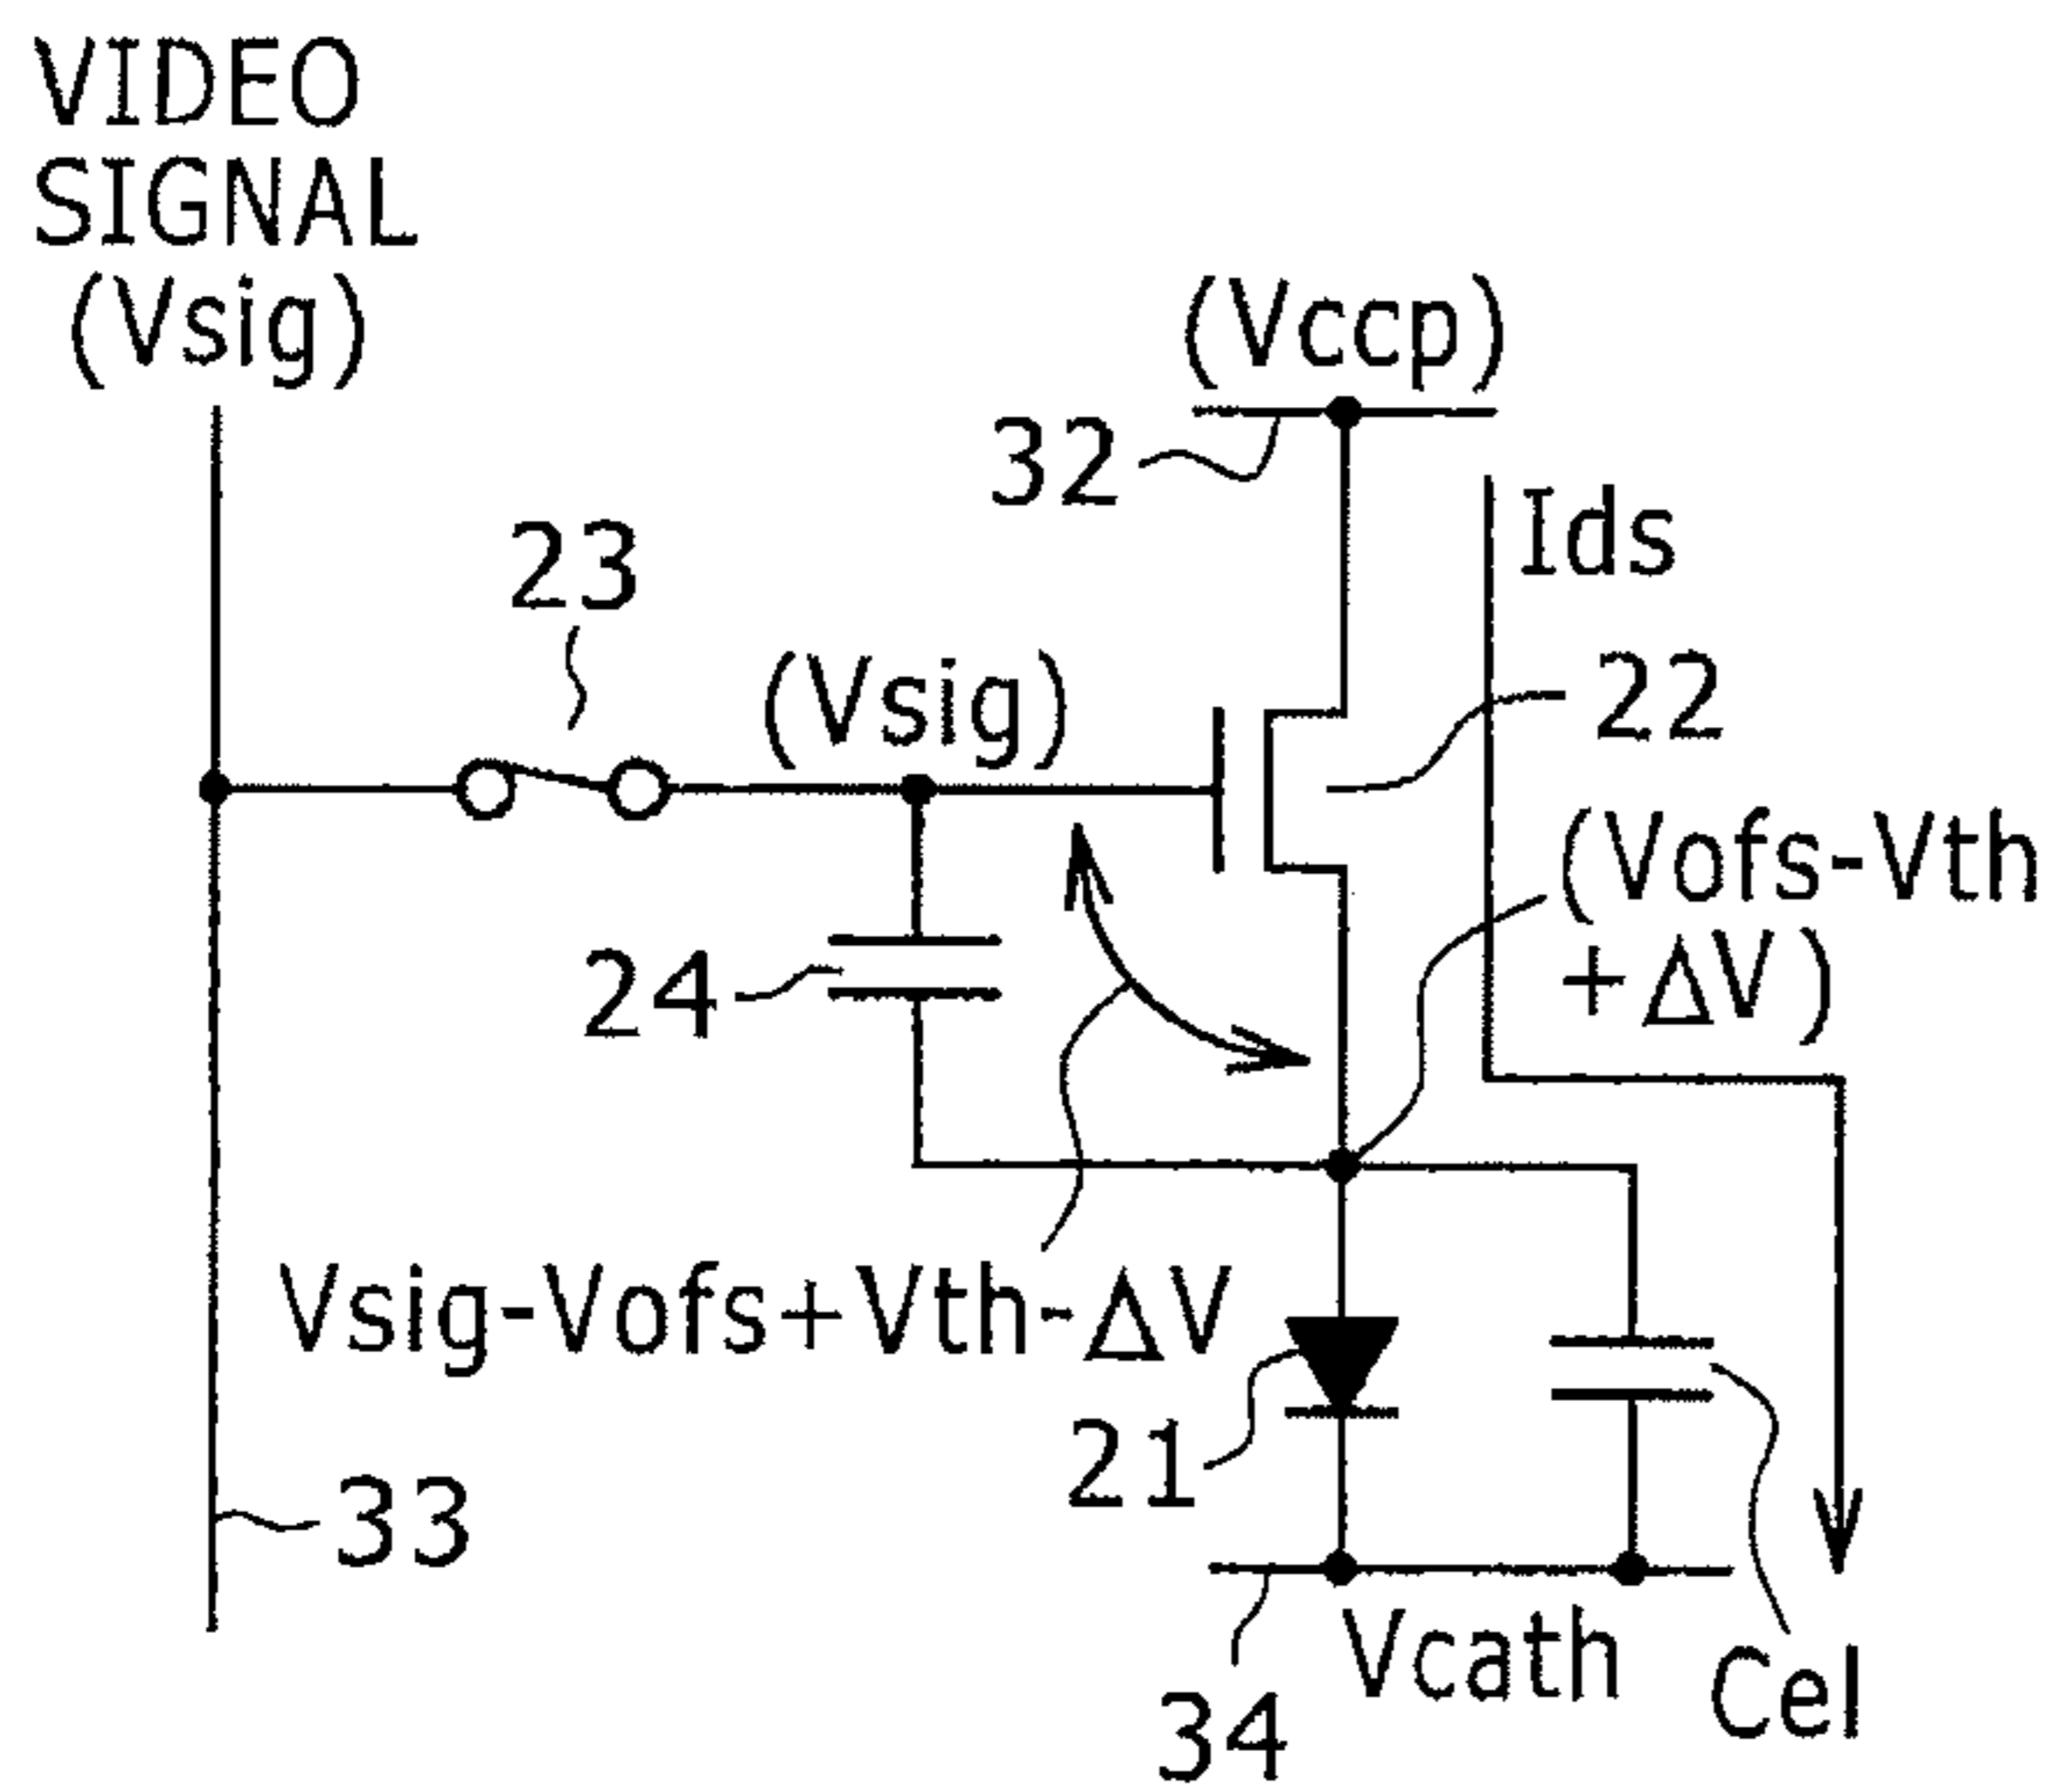 VIDEO
SIGNAL
(Vsig)
(Vccp)
32
Ids
23
(Vsig)
22
(Vofs-Vth
+ΔV)
24
Vsig-Vofs+Vth-ΔV
21
33
Vcath
Cel
34